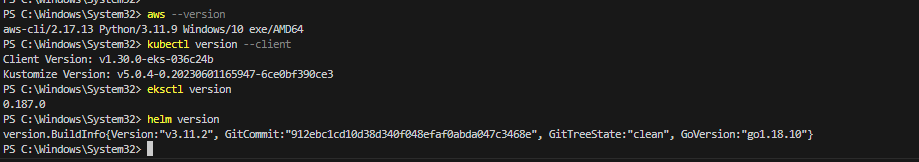 PS C:\Windows\System32> aws --version
aws-cli/2.17.13 Python/3.11.9 Windows/10 exe/AMD64
PS C:\Windows\System32> kubectl version --client
Client Version: v1.30.0-eks-036c24b
Kustomize Version: v5.0.4-0.20230601165947-6ce0bf390ce3
PS C:\Windows\System32> eksctl version
0.187.0
PS C:\Windows\System32> helm version
version.BuildInfo{Version:"v3.11.2", GitCommit:"912ebc1cd10d38d340f048efaf0abda047c3468e", GitTreeState:"clean", GoVersion:"go1.18.10"}
PS C:\Windows\System32>